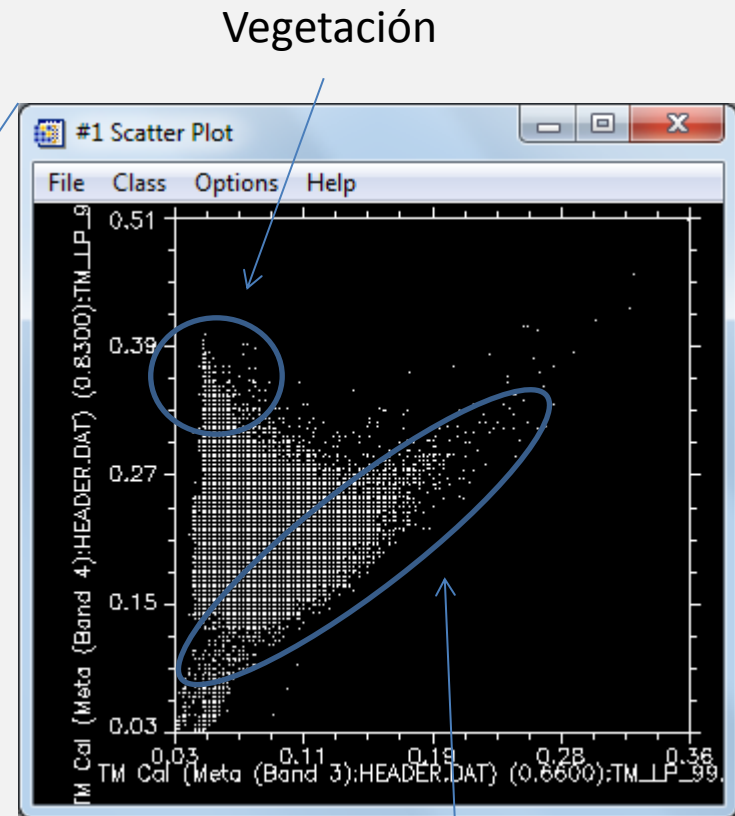 Vegetación
#1 Scatter Plot
File Class Options Help
TM Cal (Meta (Band 4):HEADER.DAT) (0.8300):TM_LP_9
0.51
0.39
0.27
0.15
0.03
0.03 0.11 0.19 0.28 0.36
TM Cal (Meta (Band 3):HEADER.DAT) (0.6600):TM_LP_99.